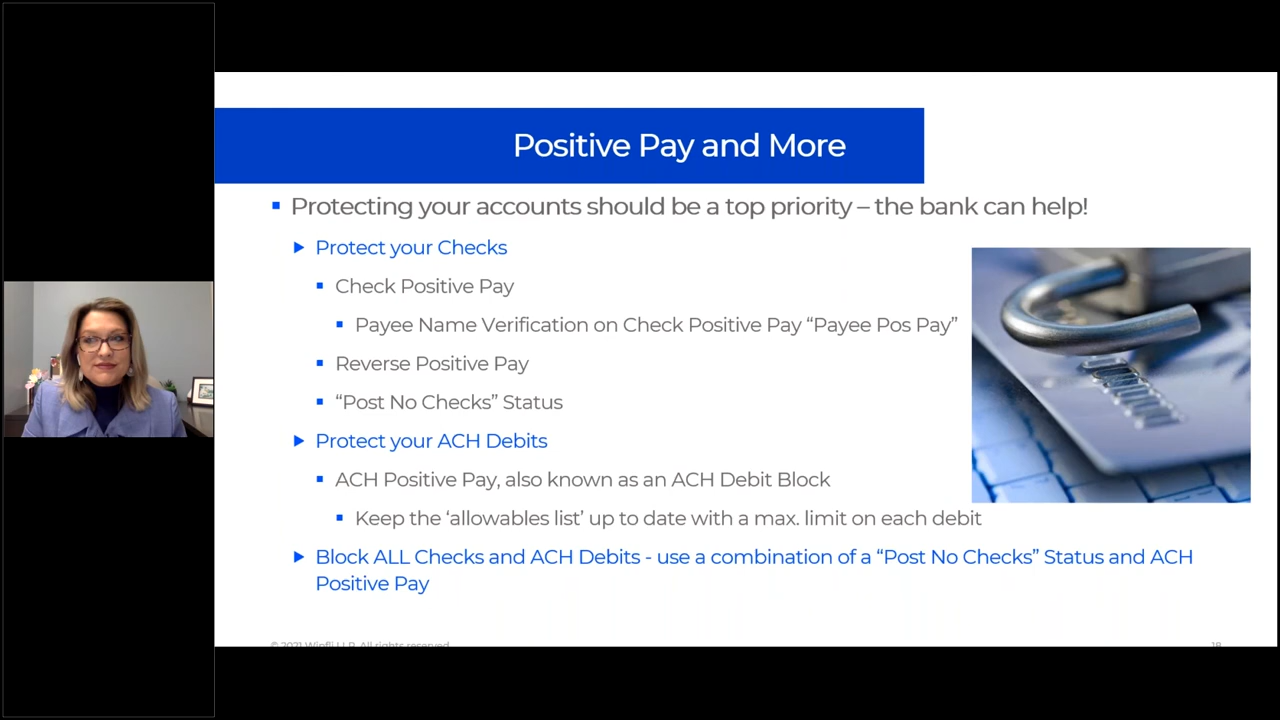 Positive Pay and More
Protecting your accounts should be a top priority – the bank can help!
Protect your Checks
Check Positive Pay
Payee Name Verification on Check Positive Pay “Payee Pos Pay”
Reverse Positive Pay
“Post No Checks” Status
Protect your ACH Debits
ACH Positive Pay, also known as an ACH Debit Block
Keep the ‘allowables list’ up to date with a max. limit on each debit
Block ALL Checks and ACH Debits - use a combination of a “Post No Checks” Status and ACH
Positive Pay
© 2021 Wipfli LLP. All rights reserved
18